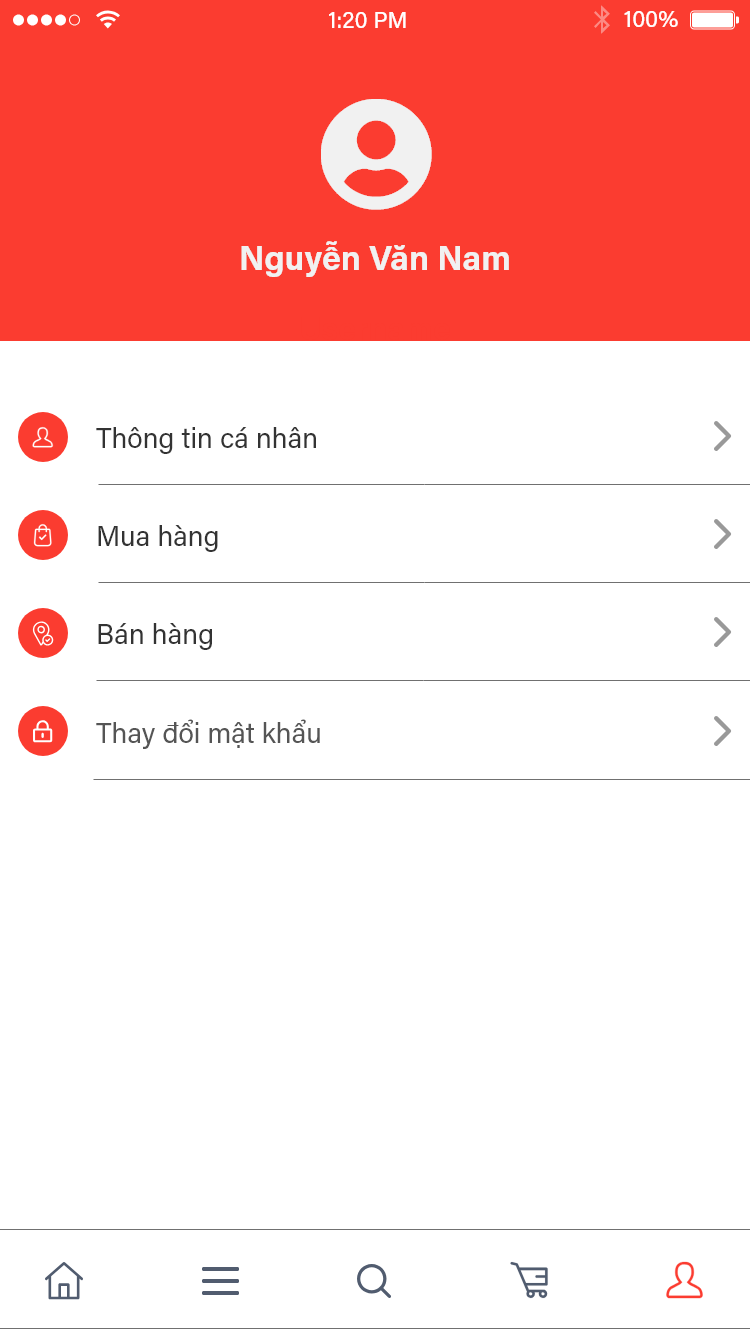 1:20 PM
100%
Nguyễn Văn Nam
Thông tin cá nhân
Mua hàng
Bán hàng
Thay đổi mật khẩu